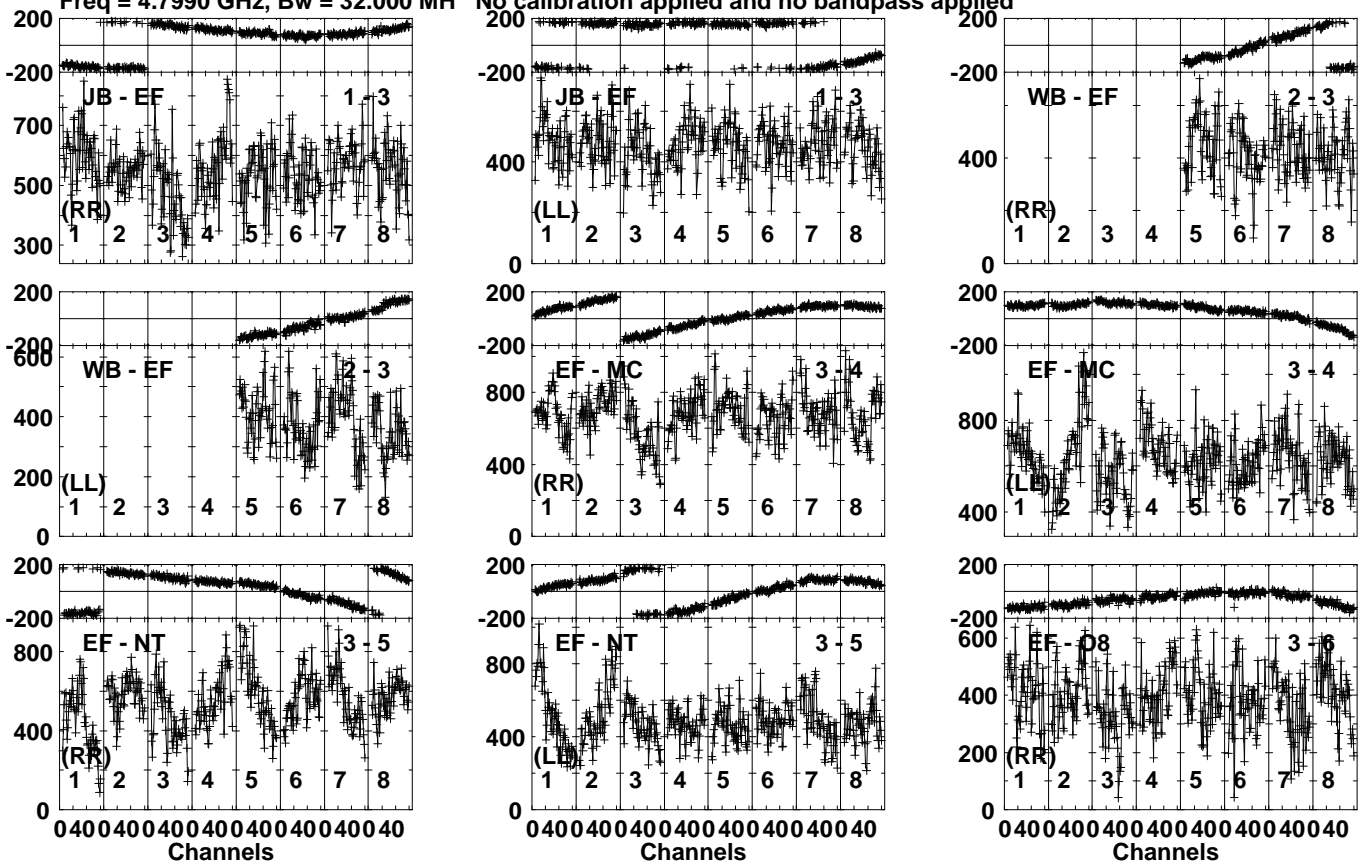 Freq = 4.7990 GHz, Bw = 32.000 MH No calibration applied and no bandpass applied
200 200 200
-200 -200 -200
JB - EF 1 - 3 JB - EF 1 - 3 WB - EF 2 - 3
700
400 400
500
(RR) (LL) (RR)
1 2 3 4 5 6 7 8 1 2 3 4 5 6 7 8 1 2 3 4 5 6 7 8
300
0 0
200 200 200
-200 -200 -200
600
WB - EF 2 - 3 EF - MC 3 - 4 EF - MC 3 - 4
800 800
400
200 400
(LL) (RR) (LL)
1 2 3 4 5 6 7 8 1 2 3 4 5 6 7 8 1 2 3 4 5 6 7 8
400
0 0
200 200 200
-200 -200 -200
600
EF - NT 3 - 5 EF - NT 3 - 5 EF - O8 3 - 6
800 800
400 400 400
200
(RR) (LL) (RR)
1 2 3 4 5 6 7 8 1 2 3 4 5 6 7 8 1 2 3 4 5 6 7 8
0 0 0
0 40 0 40 0 40 0 40 0 40 0 40 0 40 0 40 0 40 0 40 0 40 0 40 0 40 0 40 0 40 0 40 0 40 0 40 0 40 0 40 0 40 0 40 0 40 0 40
Channels Channels Channels